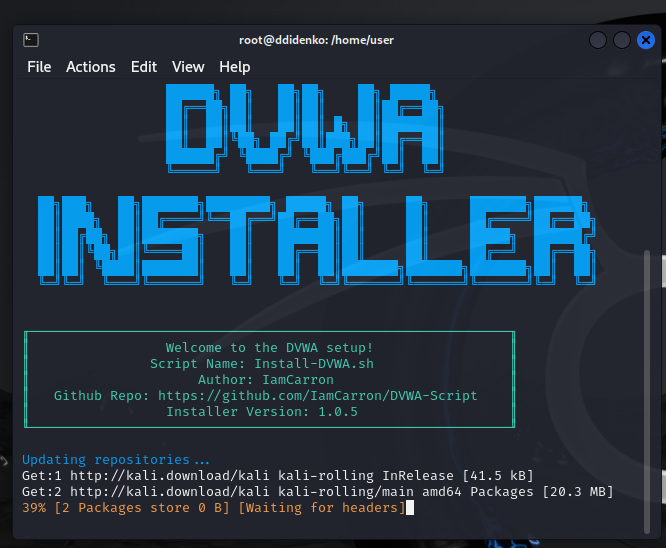 root@ddidenko: /home/user
File Actions Edit View Help
DVWA
INSTALLER
Welcome to the DVWA setup!
Script Name: Install-DVWA.sh
Author: IamCarron
Github Repo: https://github.com/IamCarron/DVWA-Script
Installer Version: 1.0.5
Updating repositories...
Get:1 http://kali.download/kali kali-rolling InRelease [41.5 kB]
Get:2 http://kali.download/kali kali-rolling/main amd64 Packages [20.3 MB]
39% [2 Packages store 0 B] [Waiting for headers]